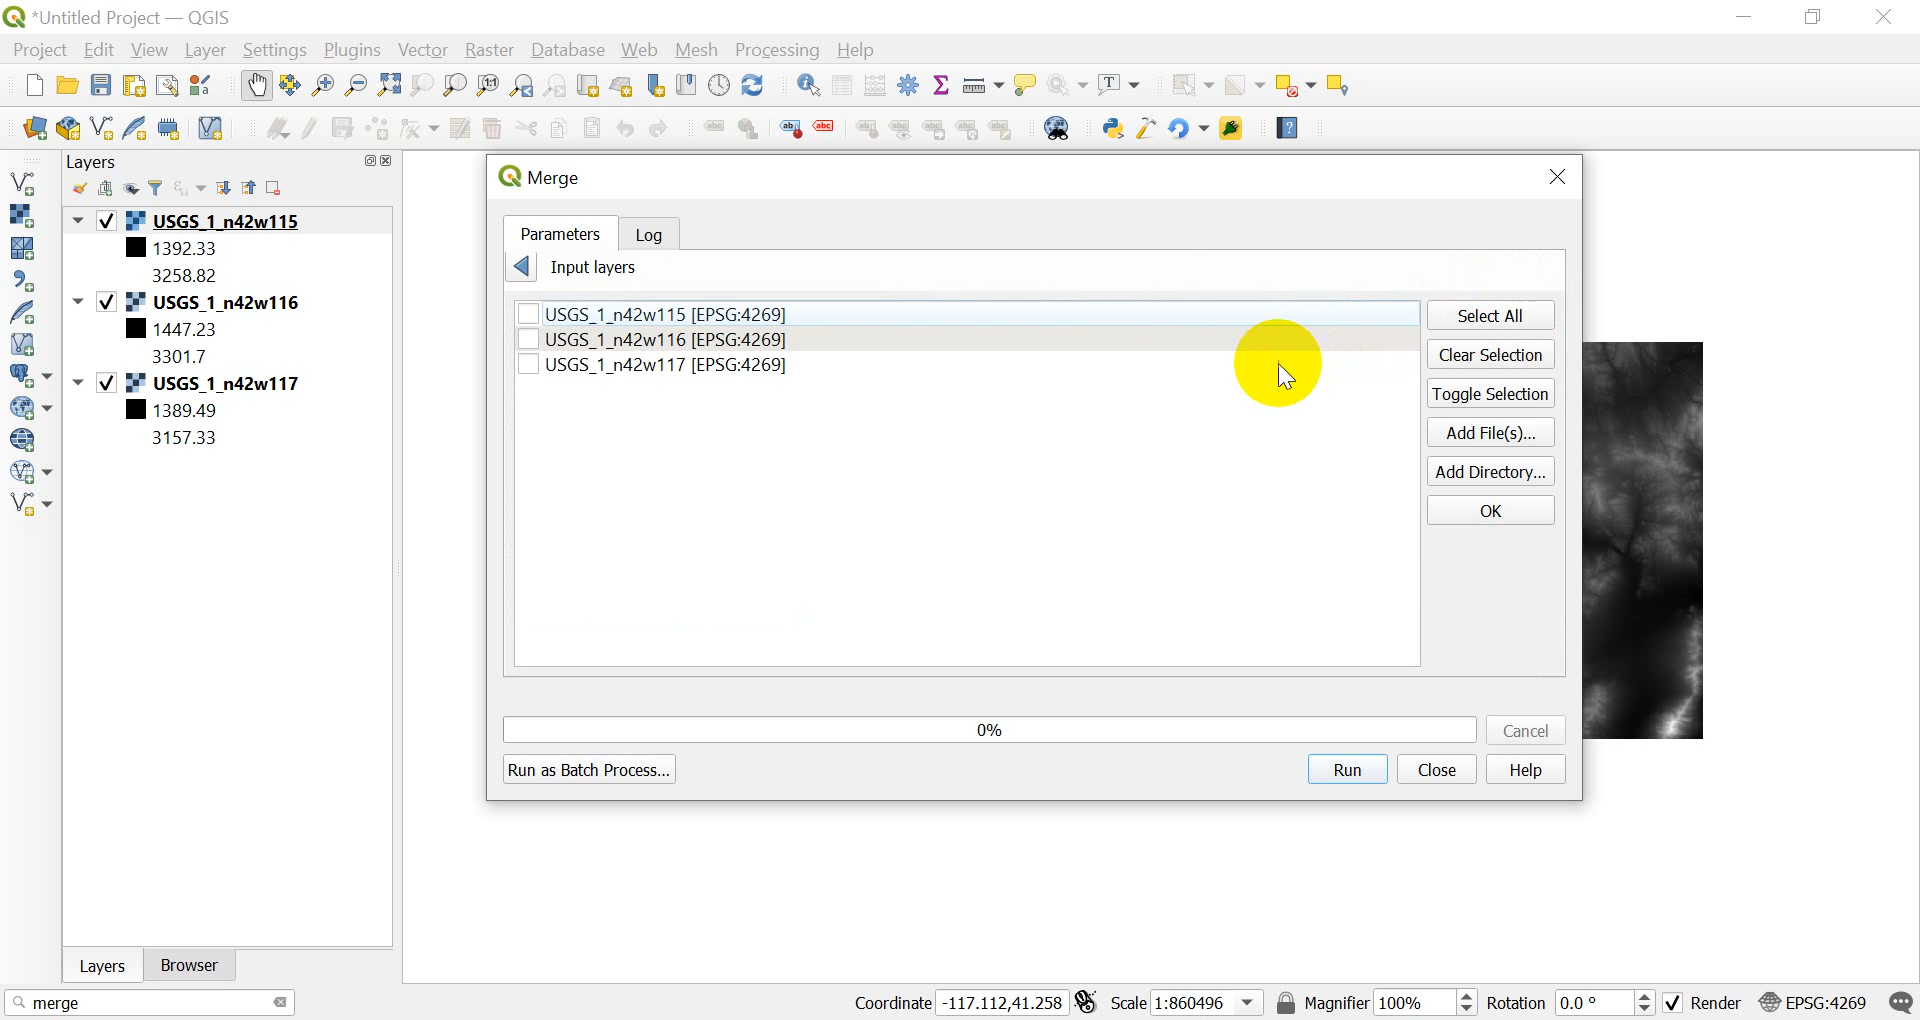 *Untitled Project — QGIS
Project Edit View Layer Settings Plugins Vector Raster Database Web Mesh Processing Help
Layers
USGS_1_n42w115
1392.33
3258.82
USGS_1_n42w116
1447.23
3301.7
USGS_1_n42w117
1389.49
3157.33
Layers Browser
Merge
Parameters Log
Input layers
USGS_1_n42w115 [EPSG:4269]
USGS_1_n42w116 [EPSG:4269]
USGS_1_n42w117 [EPSG:4269]
Select All
Clear Selection
Toggle Selection
Add File(s)...
Add Directory...
OK
0%
Cancel
Run as Batch Process...
Run Close Help
merge
Coordinate -117.112,41.258 Scale 1:860496 Magnifier 100% Rotation 0.0 ° Render EPSG:4269